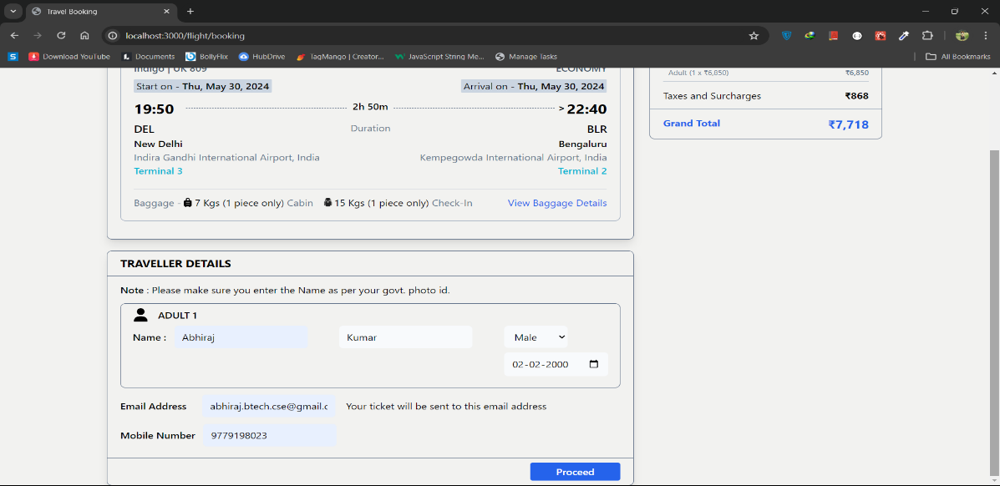 Travel Booking
localhost:3000/flight/booking
S Download YouTube Documents BollyFlix HubDrive TagMango | Creator... JavaScript String Me... Manage Tasks All Bookmarks
Indigo | UK 809 ECONOMY
Start on - Thu, May 30, 2024 Arrival on - Thu, May 30, 2024
19:50 2h 50m > 22:40
DEL Duration BLR
New Delhi Bengaluru
Indira Gandhi International Airport, India Kempegowda International Airport, India
Terminal 3 Terminal 2
Baggage - 7 Kgs (1 piece only) Cabin 15 Kgs (1 piece only) Check-In View Baggage Details
Adult (1 x ₹6,850) ₹6,850
Taxes and Surcharges ₹868
Grand Total ₹7,718
TRAVELLER DETAILS
Note : Please make sure you enter the Name as per your govt. photo id.
ADULT 1
Name : Abhiraj Kumar Male
02-02-2000
Email Address abhiraj.btech.cse@gmail.c Your ticket will be sent to this email address
Mobile Number 9779198023
Proceed